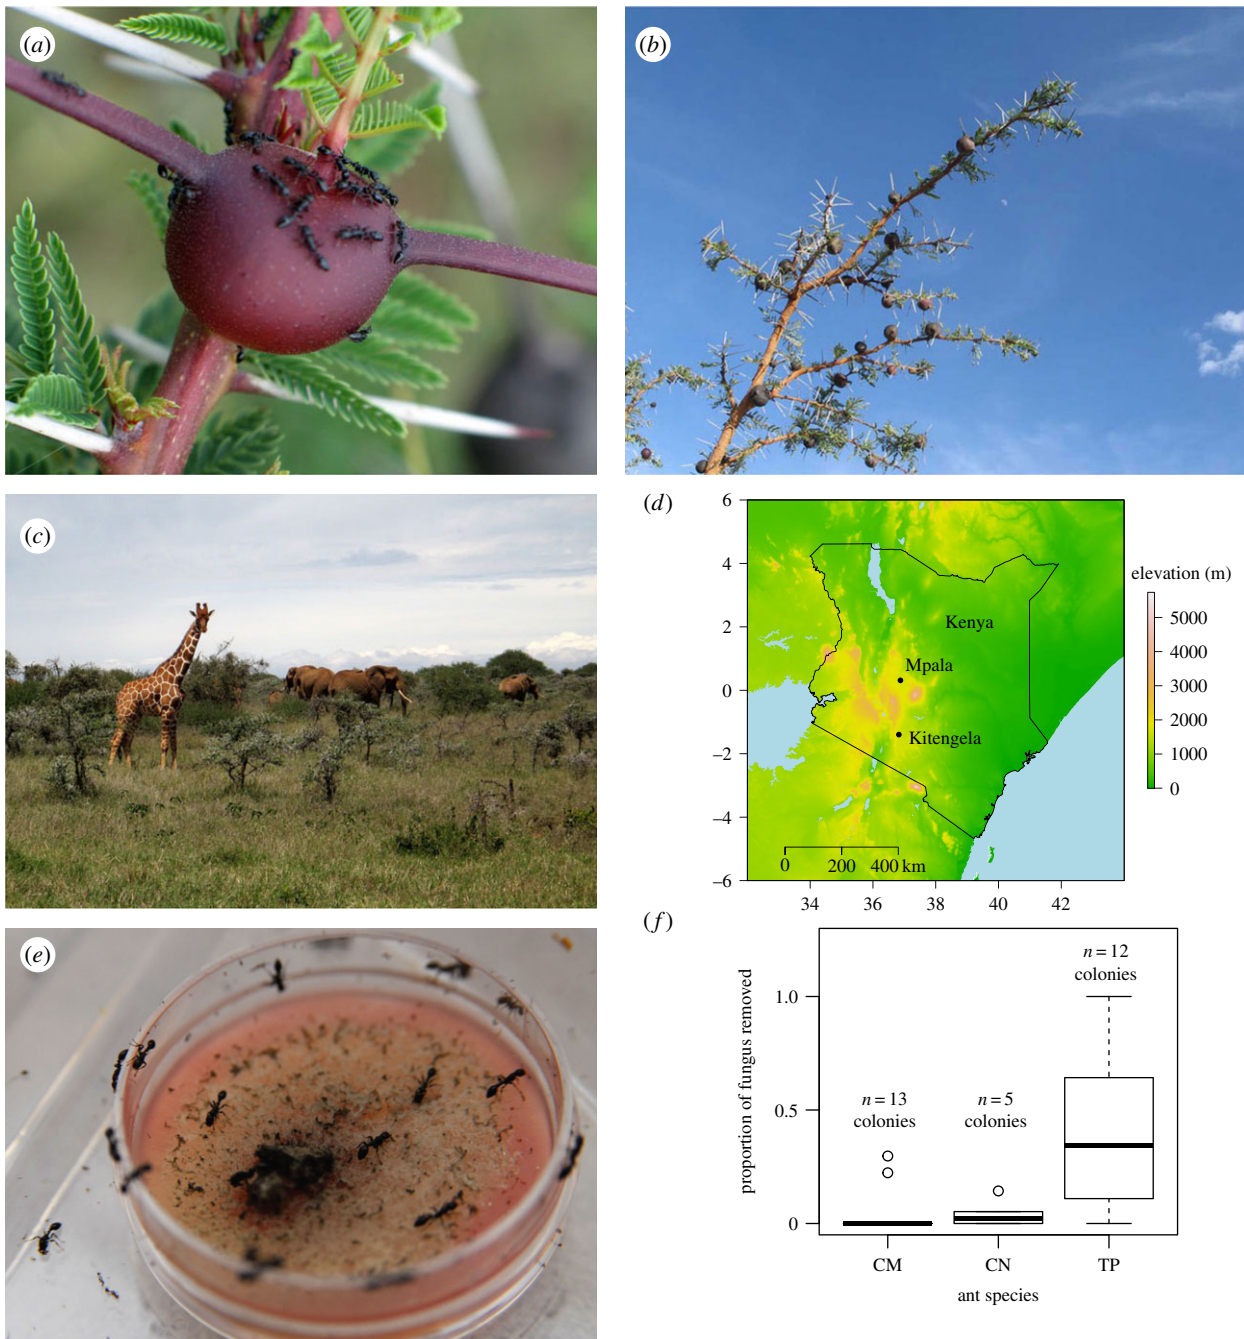 (a)
(b)
(c)
(d)
6
4
2
0
–2
–4
–6
34
36
38
40
42
Kenya
Mpala
Kitengela
0
200
400 km
elevation (m)
5000
4000
3000
2000
1000
0
(e)
(f)
proportion of fungus removed
1.0
0.5
0
n = 13
colonies
n = 5
colonies
n = 12
colonies
CM
CN
TP
ant species